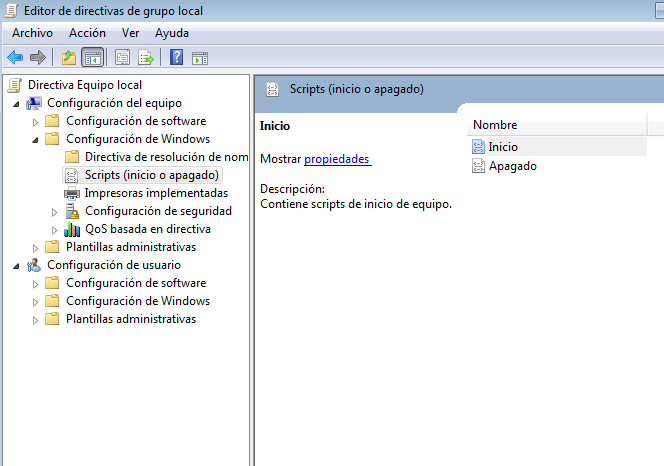 Editor de directivas de grupo local
Archivo Acción Ver Ayuda
Directiva Equipo local
Configuración del equipo
Configuración de software
Configuración de Windows
Directiva de resolución de nom
Scripts (inicio o apagado)
Impresoras implementadas
Configuración de seguridad
QoS basada en directiva
Plantillas administrativas
Configuración de usuario
Configuración de software
Configuración de Windows
Plantillas administrativas
Scripts (inicio o apagado)
Inicio
Mostrar propiedades
Descripción:
Contiene scripts de inicio de equipo.
Nombre
Inicio
Apagado